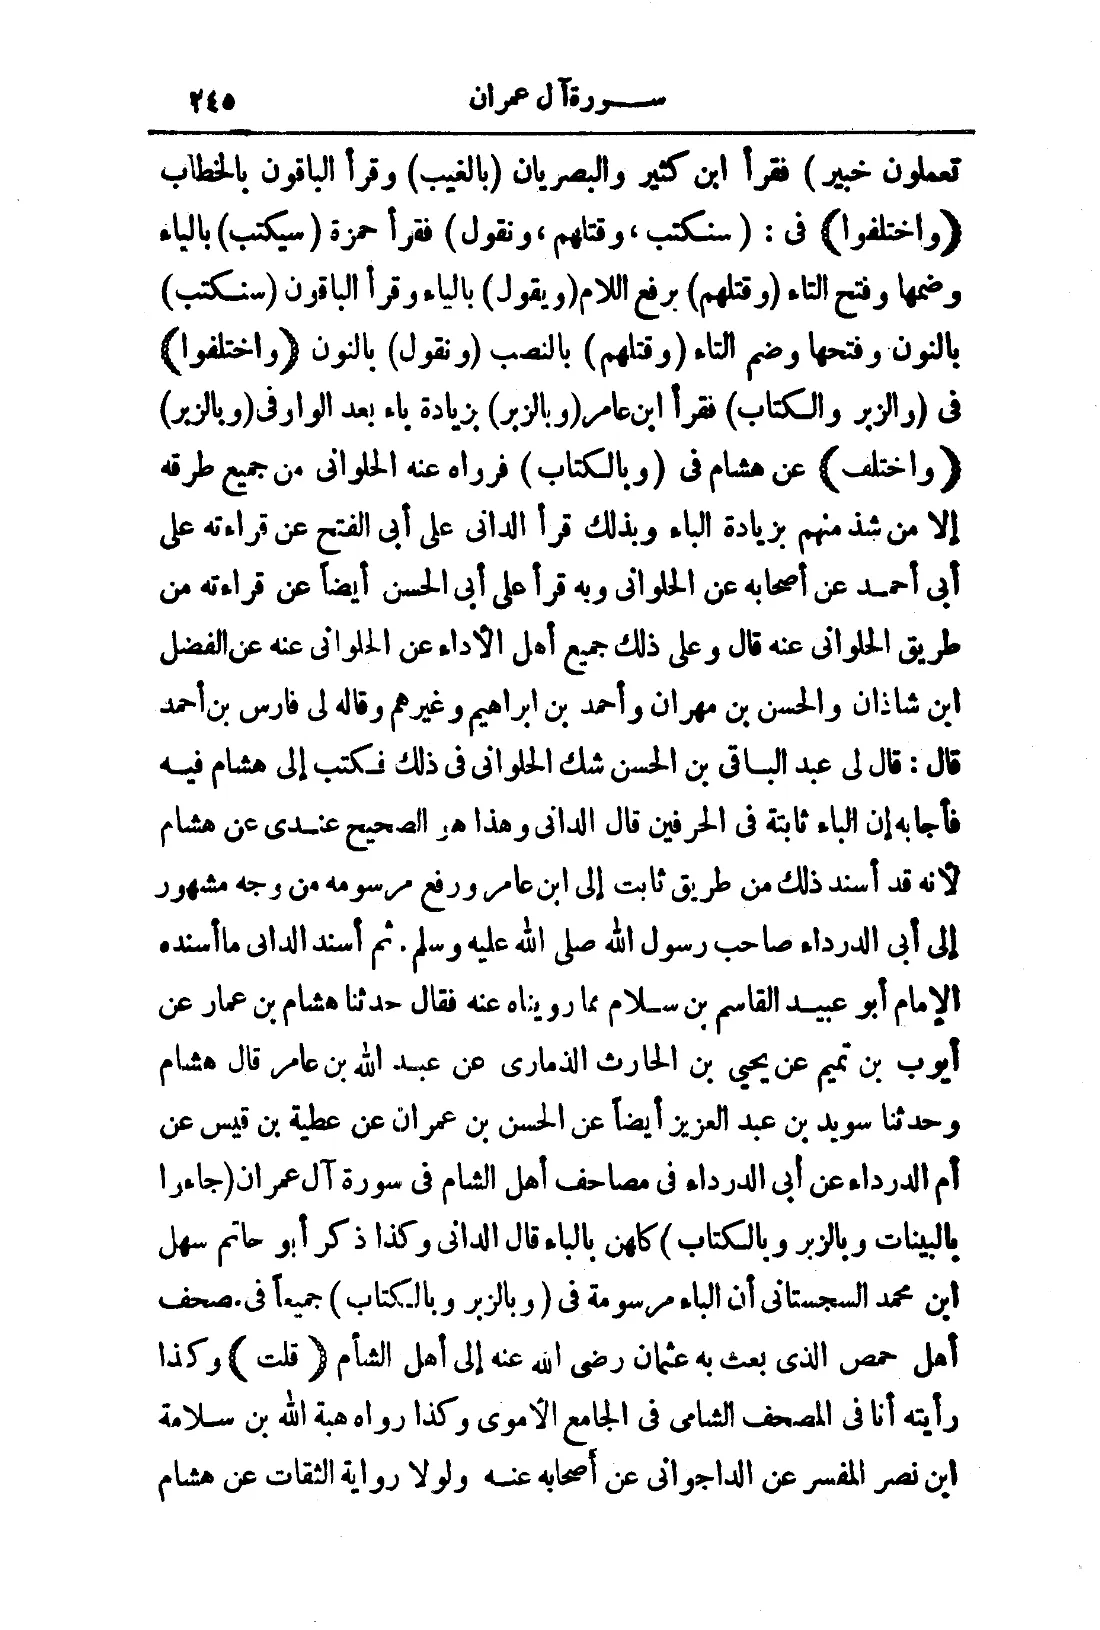 سورة آل عمران ٢٤٥
تعملون خبير ) فقرأ ابن كثير والبصريان (بالغيب) وقرأ الباقون بالخطاب
﴿واختلفوا﴾ فى : ( سنكتب ، وقتلهم ، ونقول ) فقرأ حمزة (سيكتب) بالياء
وضمها وفتح التاء (وقتلهم) برفع اللام (ويقول) بالياء وقرأ الباقون (سنكتب)
بالنون وفتحها وضم التاء (وقتلهم) بالنصب (ونقول) بالنون ﴿واختلفوا﴾
فى (والزبر والكتاب) فقرأ ابن عامر (وبالزبر) بزيادة باء بعد الواو فى (وبالزبر)
﴿واختلف﴾ عن هشام فى (وبالكتاب) فرواه عنه الحلوانى من جميع طرقه
إلا من شذ منهم بزيادة الباء وبذلك قرأ الدانى على أبى الفتح عن قراءته على
أبى أحمد عن أصحابه عن الحلوانى وبه قرأ على أبى الحسن أيضاً عن قراءته من
طريق الحلوانى عنه قال وعلى ذلك جميع أهل الأداء عن الحلوانى عنه عن الفضل
ابن شاذان والحسن بن مهران وأحمد بن ابراهيم وغيرهم وقاله لى فارس بن أحمد
قال : قال لى عبد الباقى بن الحسن شك الحلوانى فى ذلك فكتب إلى هشام فيه
فأجابه إن الباء ثابتة فى الحرفين قال الدانى وهذا هو الصحيح عندى عن هشام
لأنه قد أسند ذلك من طريق ثابت إلى ابن عامر ورفع مرسومه من وجه مشهور
إلى أبى الدرداء صاحب رسول الله صلى الله عليه وسلم . ثم أسند الدانى ما أسنده
الإمام أبو عبيد القاسم بن سلام مما رويناه عنه فقال حدثنا هشام بن عمار عن
أيوب بن تميم عن يحيى بن الحارث الذمارى عن عبد الله بن عامر قال هشام
وحدثنا سويد بن عبد العزيز أيضاً عن الحسن بن عمران عن عطية بن قيس عن
أم الدرداء عن أبى الدرداء فى مصاحف أهل الشام فى سورة آل عمران (جاءوا
بالبينات وبالزبر وبالكتاب ) كلهن بالباء قال الدانى وكذا ذكر أبو حاتم سهل
ابن محمد السجستانى أن الباء مرسومة فى ( وبالزبر وبالكتاب ) جميعاً فى مصحف
أهل حمص الذى بعث به عثمان رضى الله عنه إلى أهل الشأم ﴿ قلت ﴾ وكذا
رأيته أنا فى المصحف الشامى فى الجامع الأموى وكذا رواه هبة الله بن سلامة
ابن نصر المفسر عن الداجوانى عن أصحابه عنه ولولا رواية الثقات عن هشام